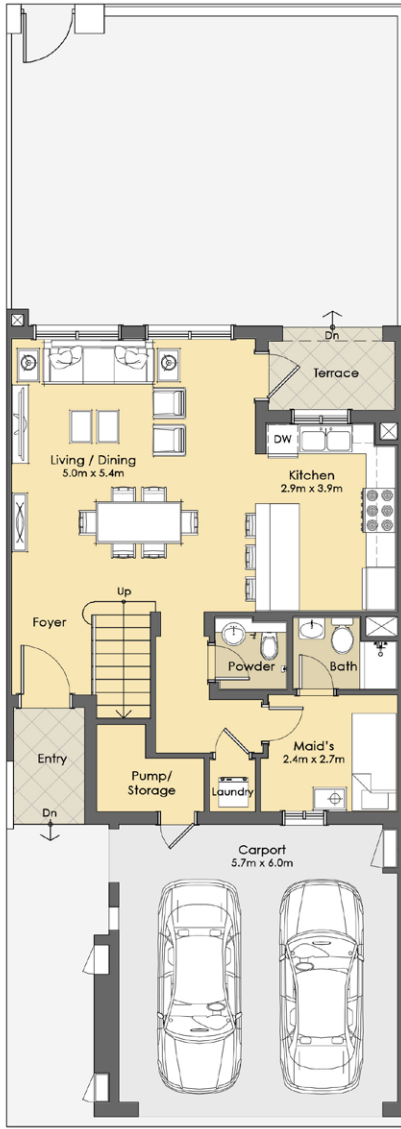 Dn
Terrace
DW
Living / Dining
5.0m x 5.4m
Kitchen
2.9m x 3.9m
Up
Foyer
Powder
Bath
Entry
Dn
Pump/
Storage
Laundry
Maid's
2.4m x 2.7m
Carport
5.7m x 6.0m